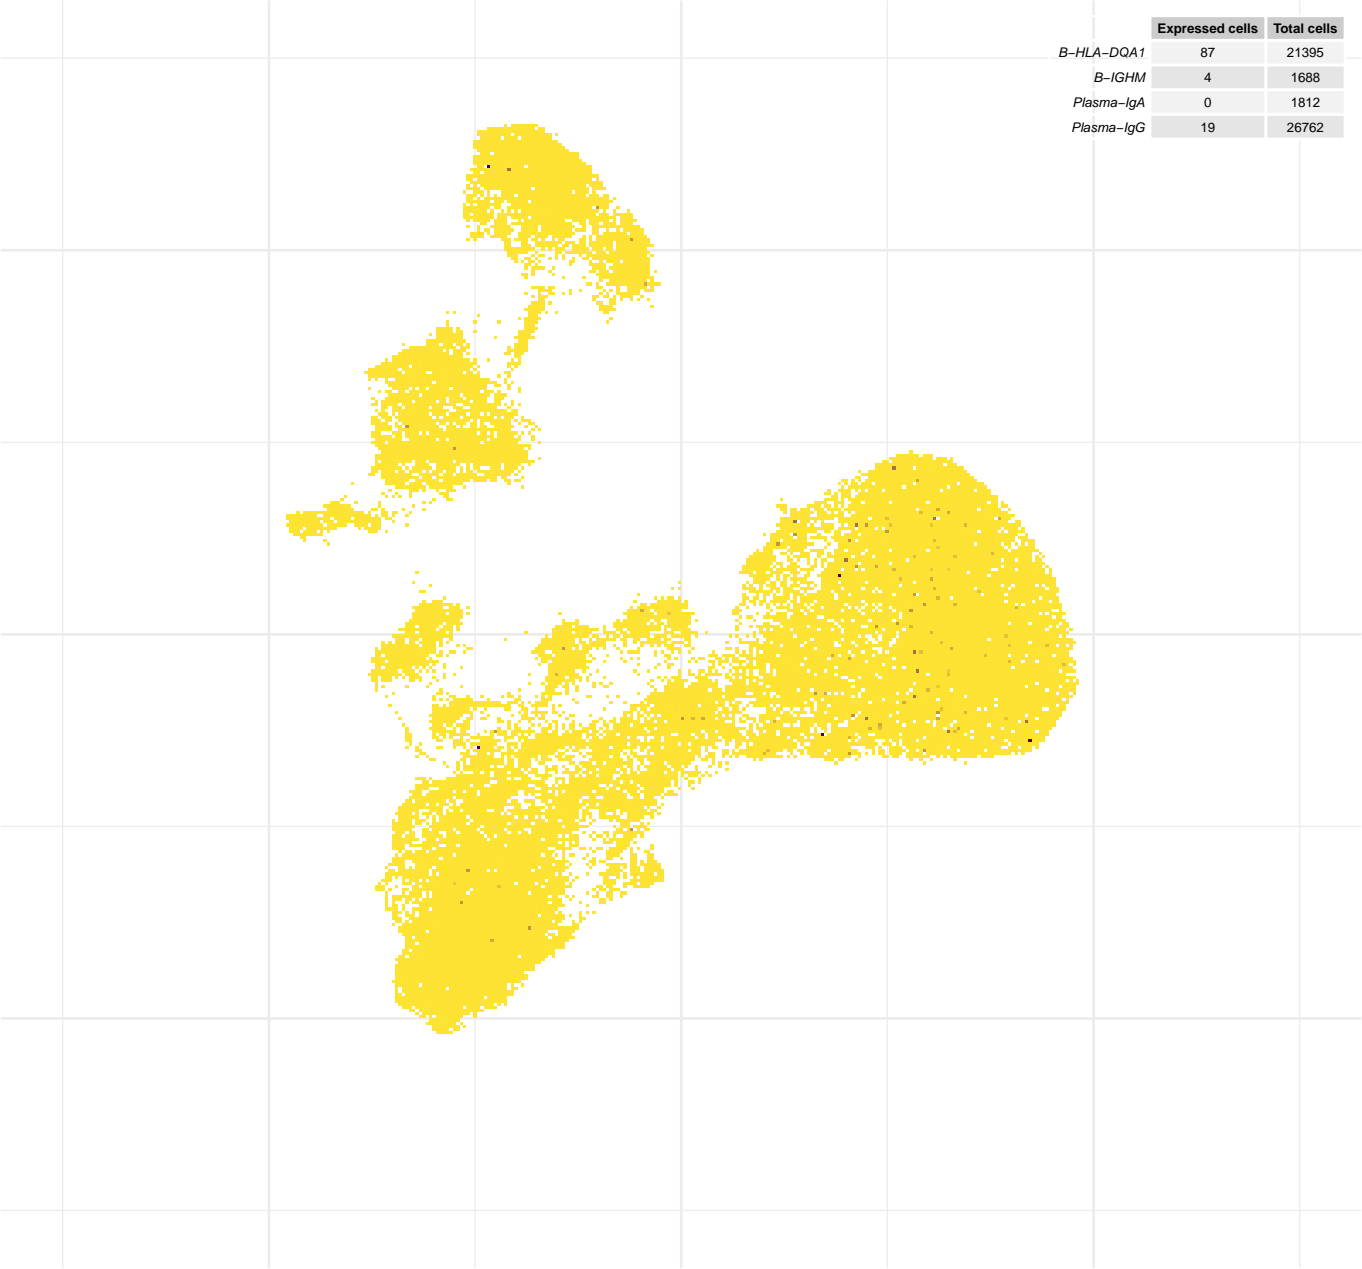 Expressed cells Total cells
B−HLA−DQA1 87 21395
B−IGHM 4 1688
Plasma−IgA 0 1812
Plasma−IgG 19 26762